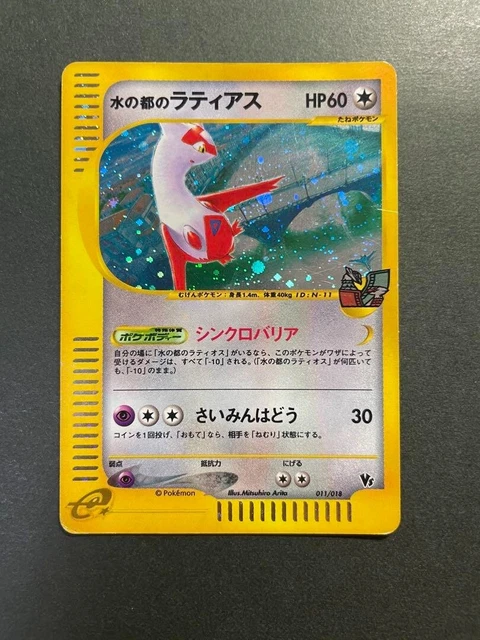 水の都のラティアス HP60
たねポケモン
むげんポケモン：身長1.4m、体重40kg ID:N-11
特殊体質
ポケボディー シンクロバリア
自分の場に「水の都のラティオス」がいるなら、このポケモンがワザによって
受けるダメージは、すべて「-10」される。（「水の都のラティオス」が何匹いて
も、「-10」のまま。）
さいみんはどう 30
コインを1回投げ、「おもて」なら、相手を「ねむり」状態にする。
弱点 抵抗力 にげる
© Pokémon Illus.Mitsuhiro Arita 011/018 VS
e